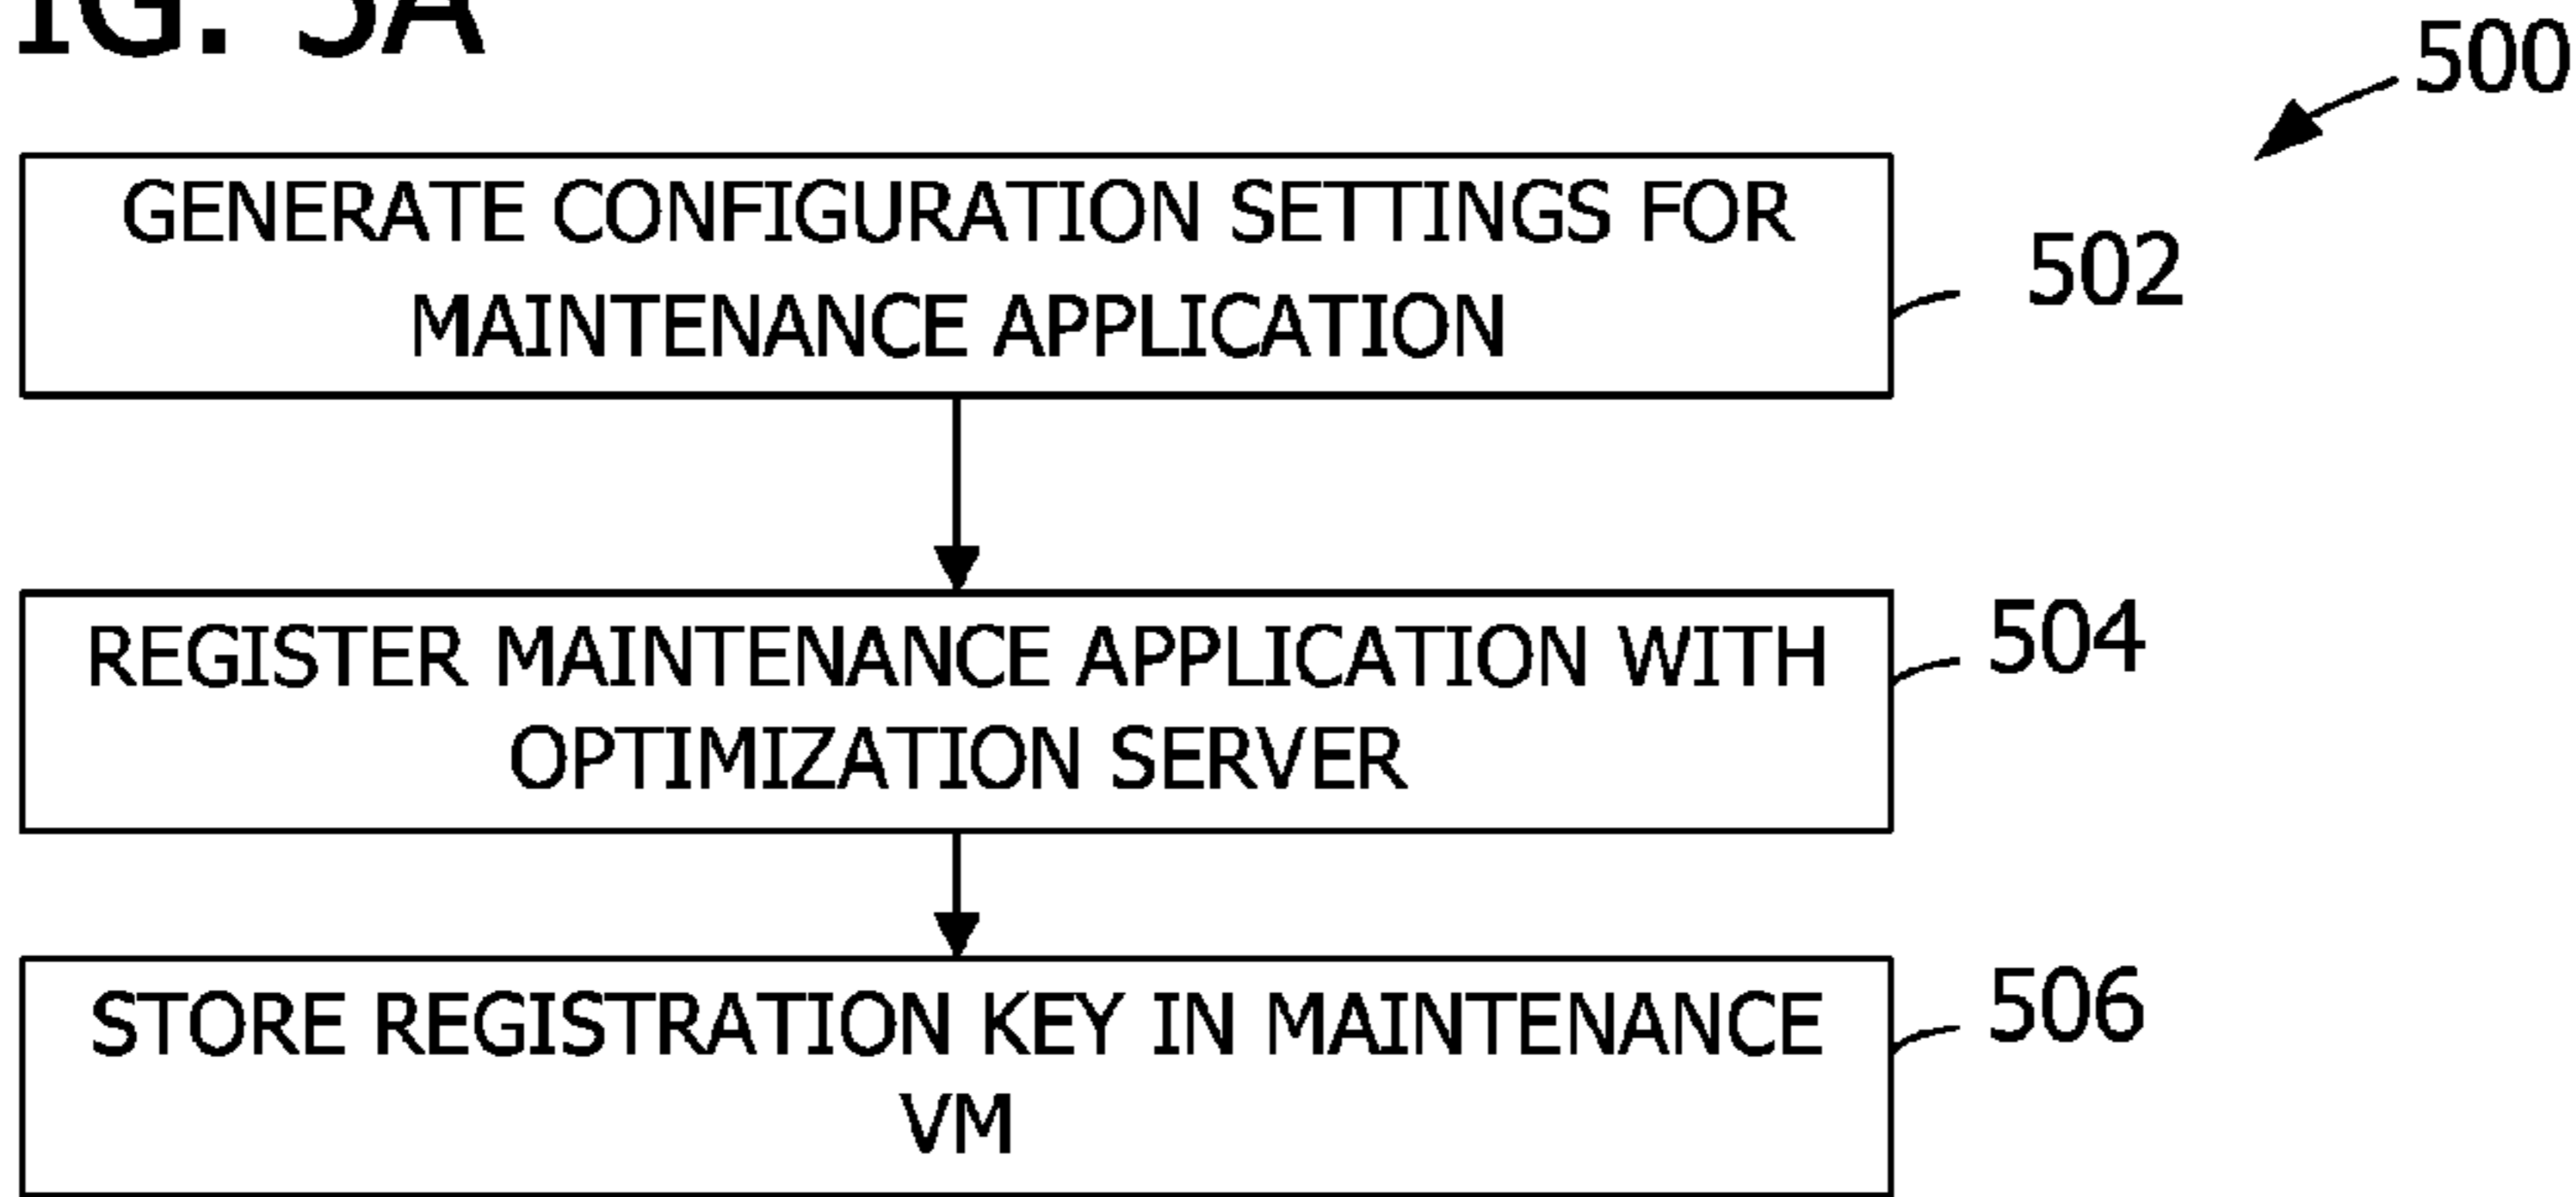 IG. 5A
500
GENERATE CONFIGURATION SETTINGS FOR
MAINTENANCE APPLICATION
502
REGISTER MAINTENANCE APPLICATION WITH
OPTIMIZATION SERVER
504
STORE REGISTRATION KEY IN MAINTENANCE
VM
506